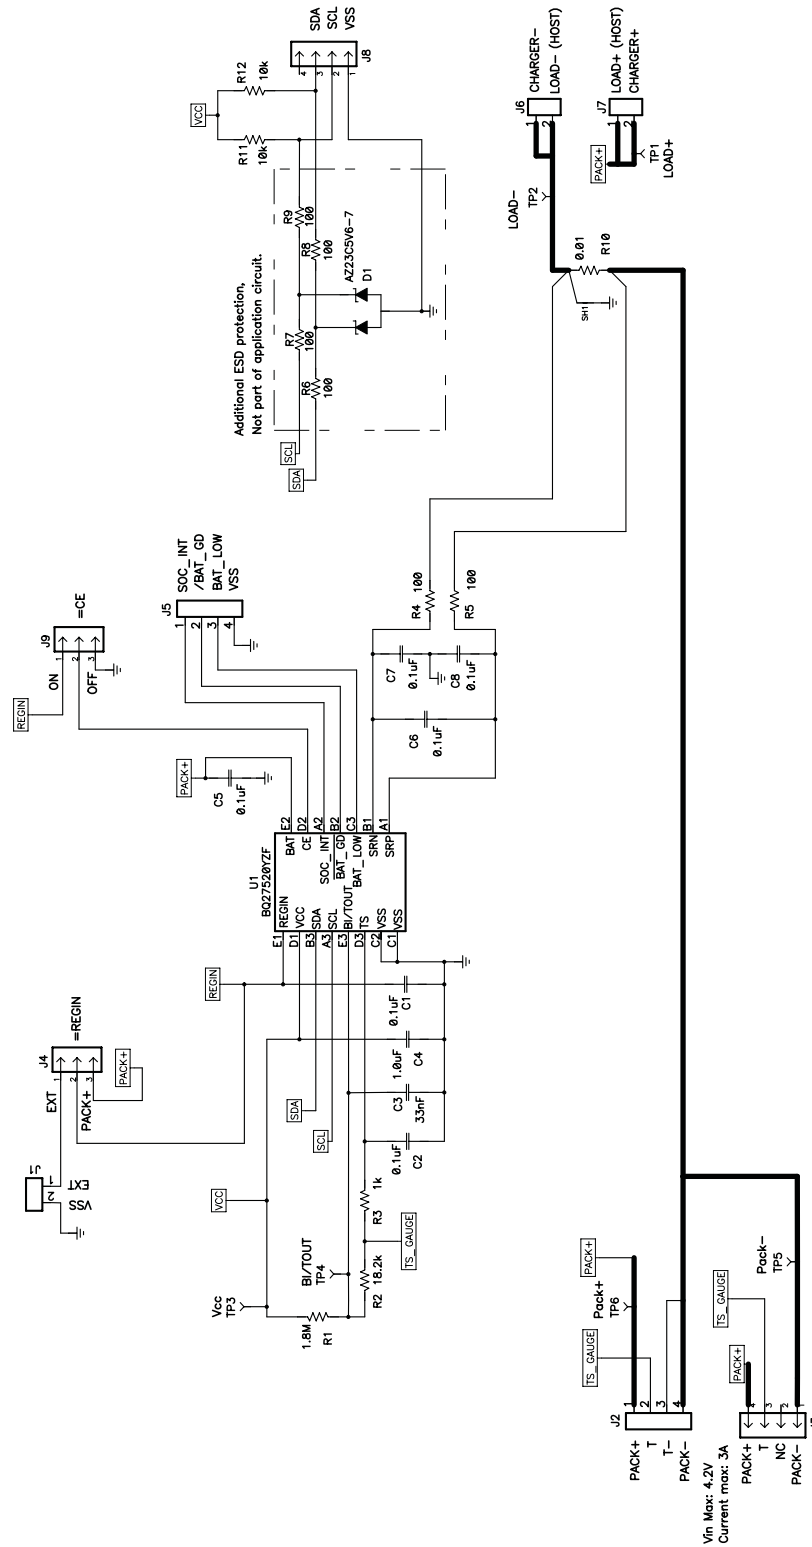 VCC
R12
10k
R11
10k
SDA
SCL
VSS
4
3
2
1
J8
Additional ESD protection,
Not part of application circuit.
R9
100
R8
100
R7
100
R6
100
AZ23C5V6-7
D1
SCL
SDA
J6
CHARGER-
LOAD- (HOST)
1
2
J7
LOAD+ (HOST)
CHARGER+
1
2
PACK+
TP1
LOAD+
LOAD-
TP2
0.01
R10
SH1
=CE
J9
ON
OFF
1
2
3
REGIN
SOC_INT
/BAT_GD
BAT_LOW
VSS
J5
1
2
3
4
PACK+
C5
0.1uF
R4
100
R5
100
C7
0.1uF
C8
0.1uF
C6
0.1uF
U1
BQ27520YZF
E2
D2
A2
B2
C3
B1
A1
BAT
CE
SOC_INT
BAT_GD
BAT_LOW
SRN
SRP
REGIN
VCC
SDA
SCL
BI/TOUT
TS
VSS
VSS
E1
D1
B3
A3
E3
D3
C2
C1
=REGIN
J4
EXT
PACK+
1
2
3
PACK+
J1
EXT
VSS
1
2
REGIN
0.1uF
C1
1.0uF
C4
C3
33nF
0.1uF
C2
SDA
SCL
VCC
R3
1k
TS_GAUGE
R2
18.2k
BI/TOUT
TP4
Vcc
TP3
1.8M
R1
PACK+
Pack+
TP6
TS_GAUGE
J2
1
2
3
4
PACK+
T
T-
PACK-
Pack-
TP5
TS_GAUGE
PACK+
4
3
2
1
PACK+
T
NC
PACK-
Vin Max: 4.2V
Current max: 3A